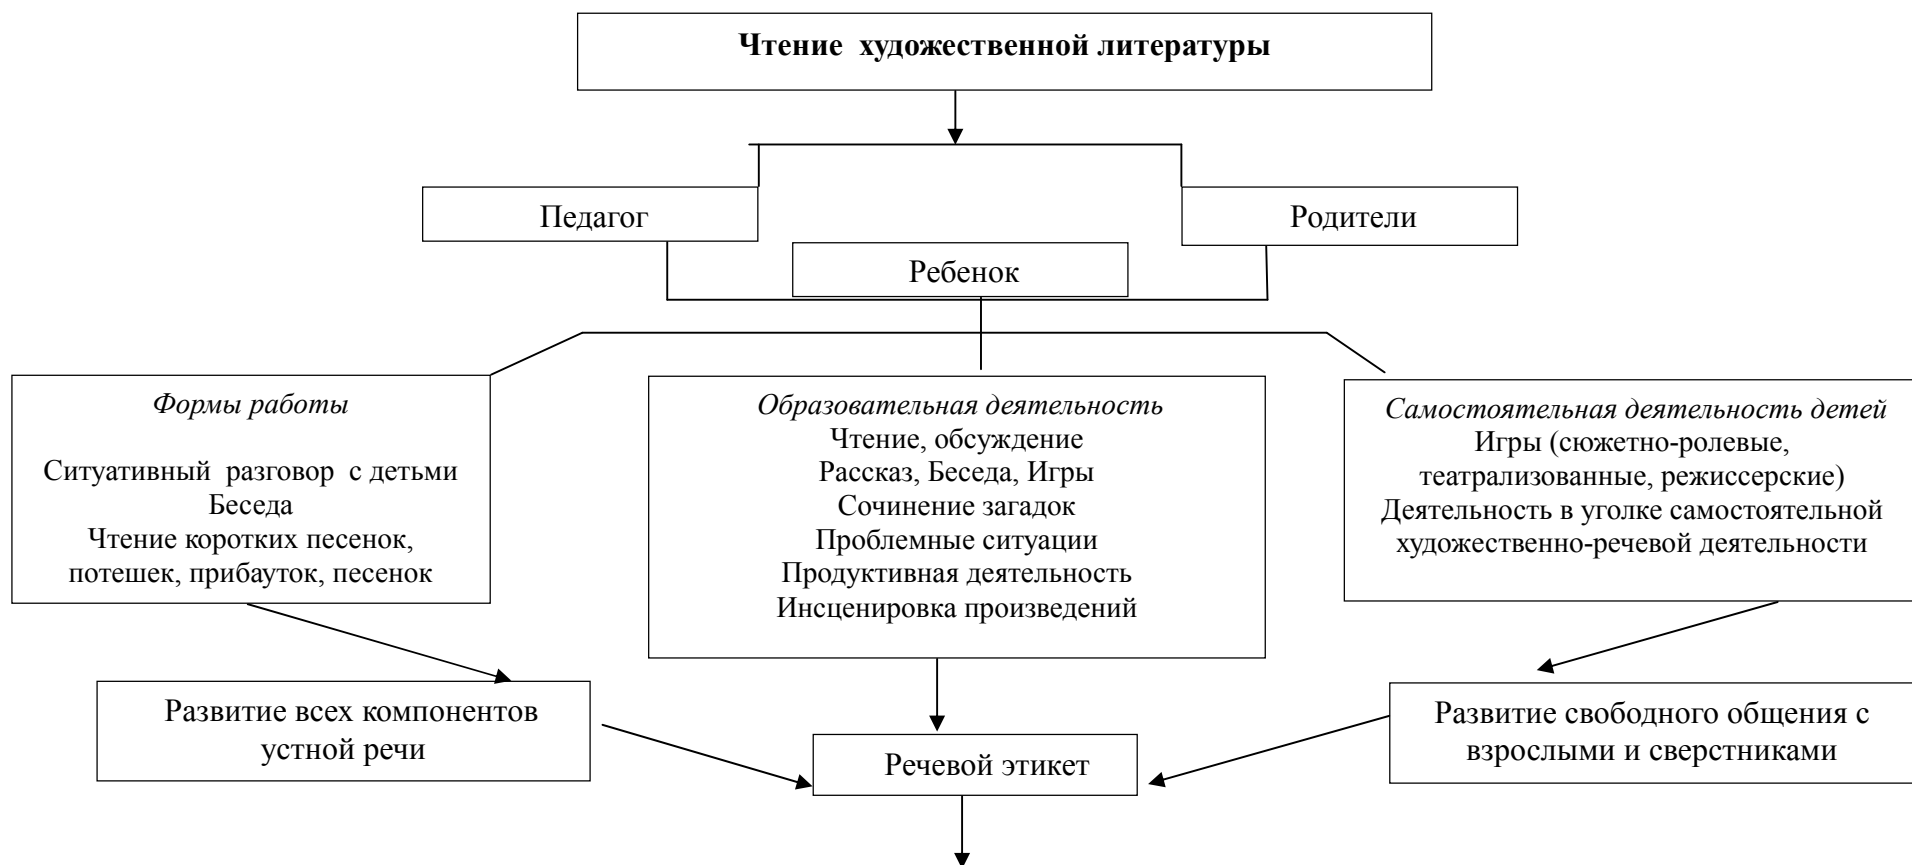 Чтение художественной литературы
Педагог
Родители
Ребенок
Формы работы
Ситуативный разговор с детьми
Беседа
Чтение коротких песенок,
потешек, прибауток, песенок
Образовательная деятельность
Чтение, обсуждение
Рассказ, Беседа, Игры
Сочинение загадок
Проблемные ситуации
Продуктивная деятельность
Инсценировка произведений
Самостоятельная деятельность детей
Игры (сюжетно-ролевые,
театрализованные, режиссерские)
Деятельность в уголке самостоятельной
художественно-речевой деятельности
Развитие всех компонентов
устной речи
Речевой этикет
Развитие свободного общения с
взрослыми и сверстниками